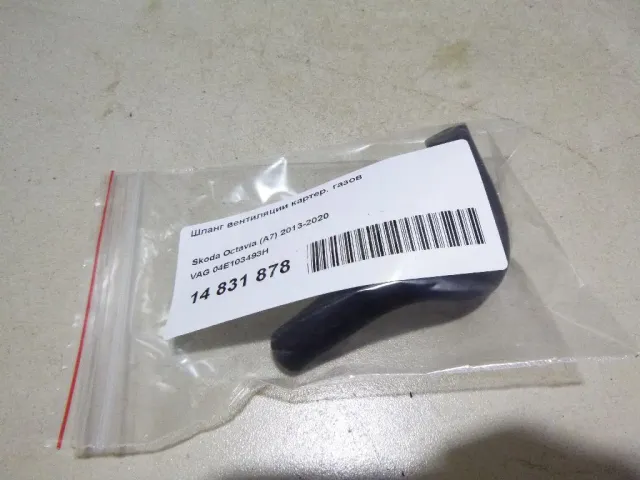 Шланг вентиляции картер. газов
Skoda Octavia (A7) 2013-2020
VAG 04E103493H
14 831 878